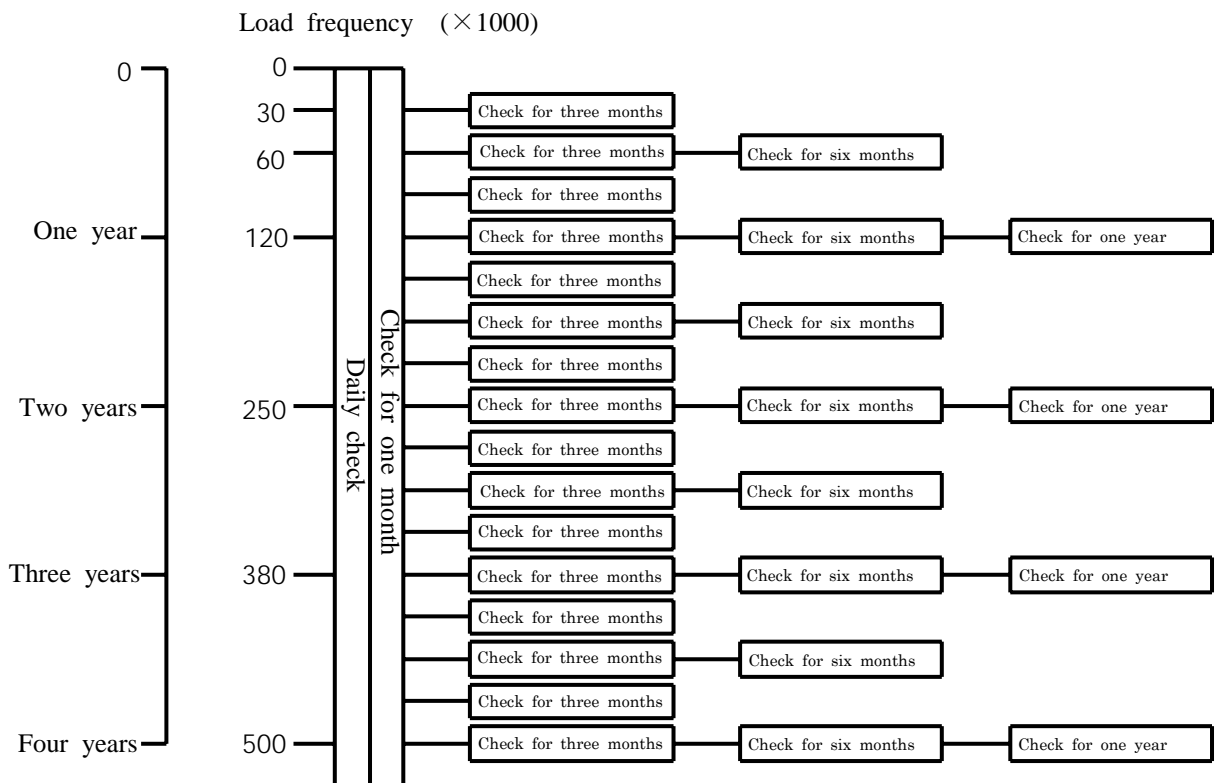 Load frequency (×1000)
0 0
30 Check for three months
60 Check for three months Check for six months
Check for three months
One year 120 Check for three months Check for six months Check for one year
Check for three months
Check for three months Check for six months
Check for three months
Two years 250 Check for three months Check for six months Check for one year
Check for three months
Check for three months Check for six months
Check for three months
Three years 380 Check for three months Check for six months Check for one year
Check for three months
Check for three months Check for six months
Check for three months
Four years 500 Check for three months Check for six months Check for one year
Daily check
Check for one month